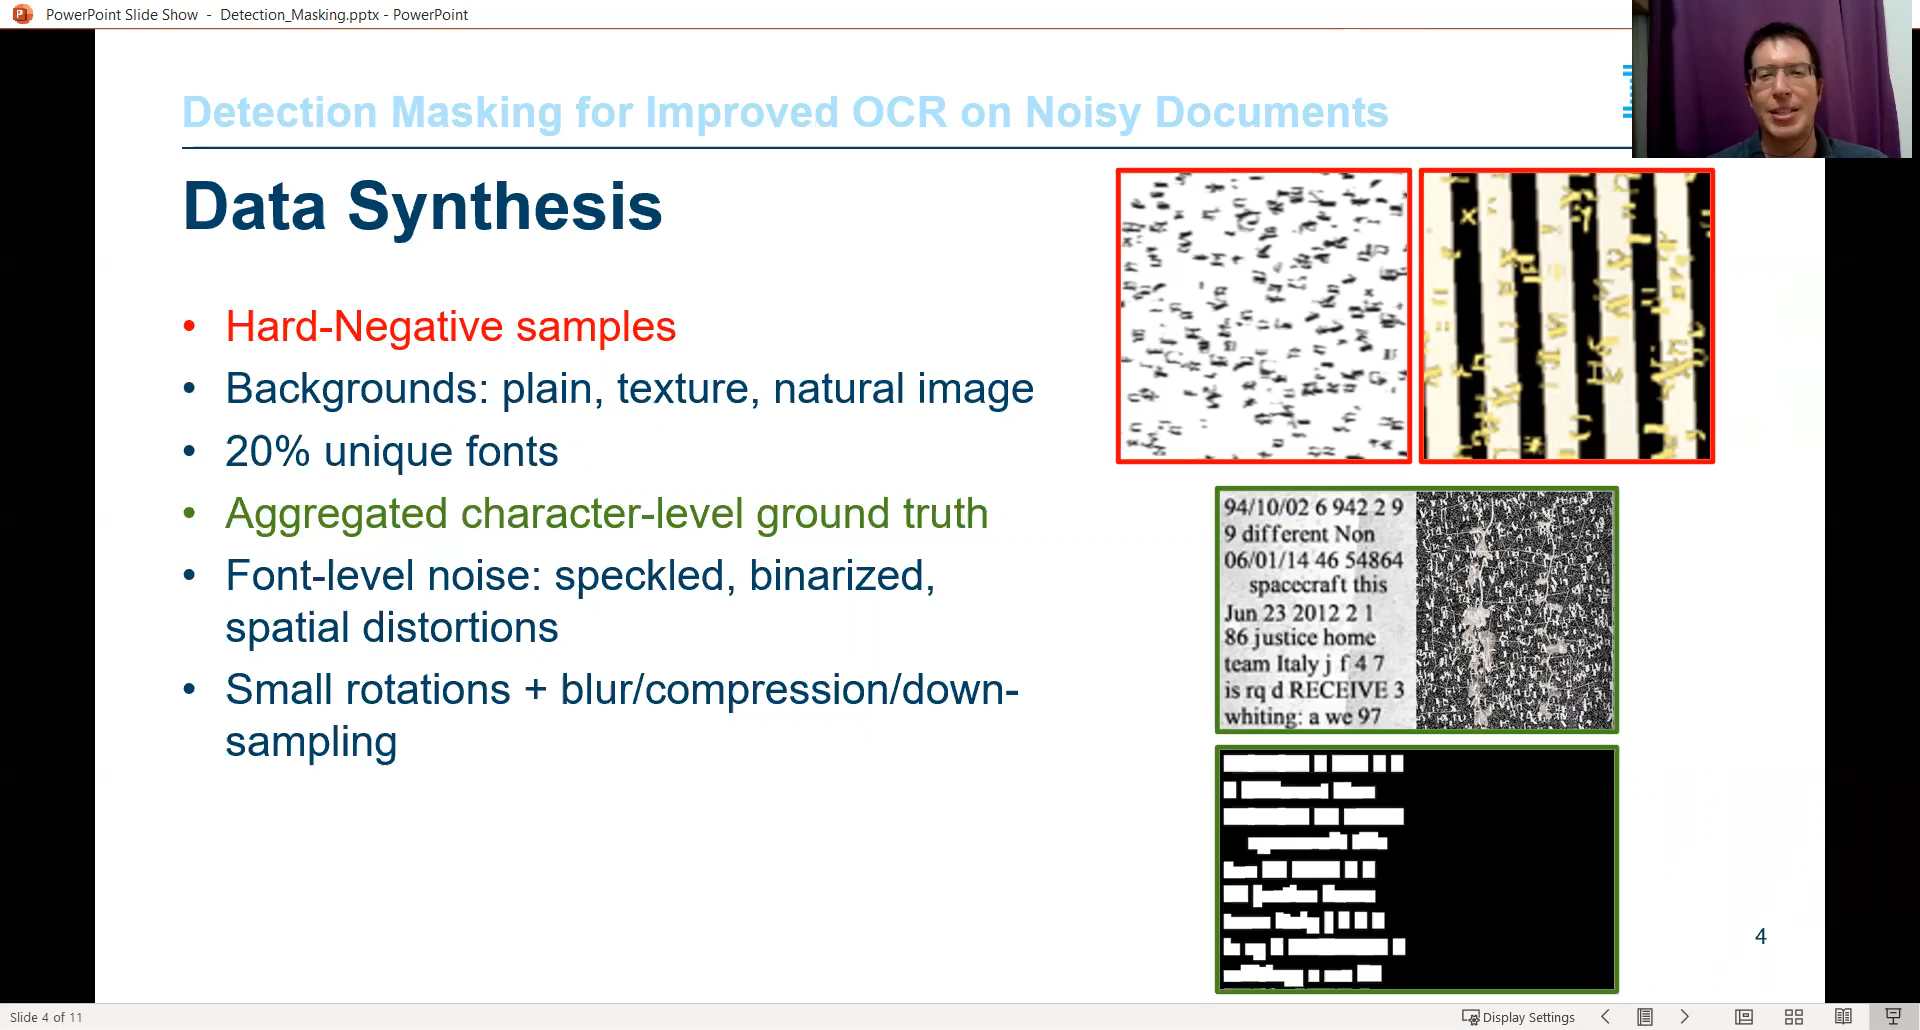 PowerPoint Slide Show - Detection_Masking.pptx - PowerPoint
Detection Masking for Improved OCR on Noisy Documents
Data Synthesis
• Hard-Negative samples
• Backgrounds: plain, texture, natural image
• 20% unique fonts
• Aggregated character-level ground truth
• Font-level noise: speckled, binarized,
spatial distortions
• Small rotations + blur/compression/down-
sampling
94/10/02 6 942 2 9
9 different Non
06/01/14 46 54864
spacecraft this
Jun 23 2012 2 1
86 justice home
team Italy j f 4 7
is rq d RECEIVE 3
whiting: a we 97
4
Slide 4 of 11
Display Settings